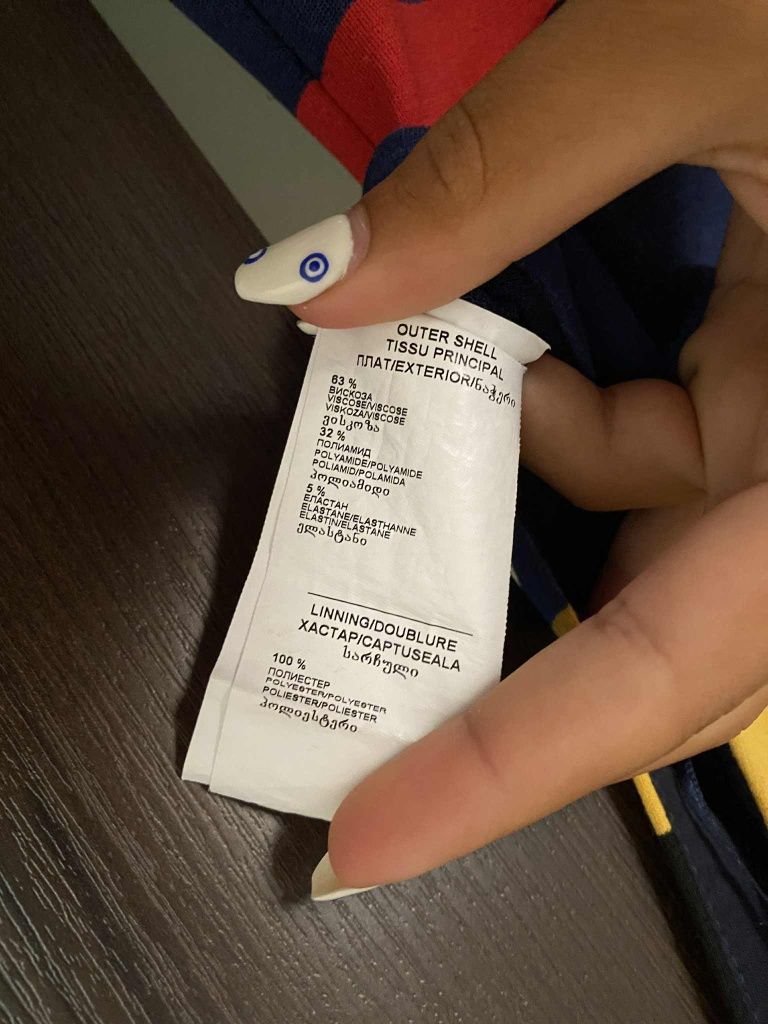 OUTER SHELL
TISSU PRINCIPAL
ПЛАТ/EXTERIOR/ნაჭერი
63 %
ВИСКОЗА
VISCOSE/VISCOSE
VISKOZA/VISCOSE
ვისკოზა
32 %
ПОЛИАМИД
POLYAMIDE/POLYAMIDE
POLIAMID/POLAMIDA
პოლიამიდი
5 %
ЕЛАСТАН
ELASTANE/ELASTHANNE
ELASTIN/ELASTANE
ელასტანი
LINNING/DOUBLURE
ХАСТАР/CAPTUSEALA
სარჩული
100 %
ПОЛИЕСТЕР
POLYESTER/POLYESTER
POLIESTER/POLIESTER
პოლიესტერი